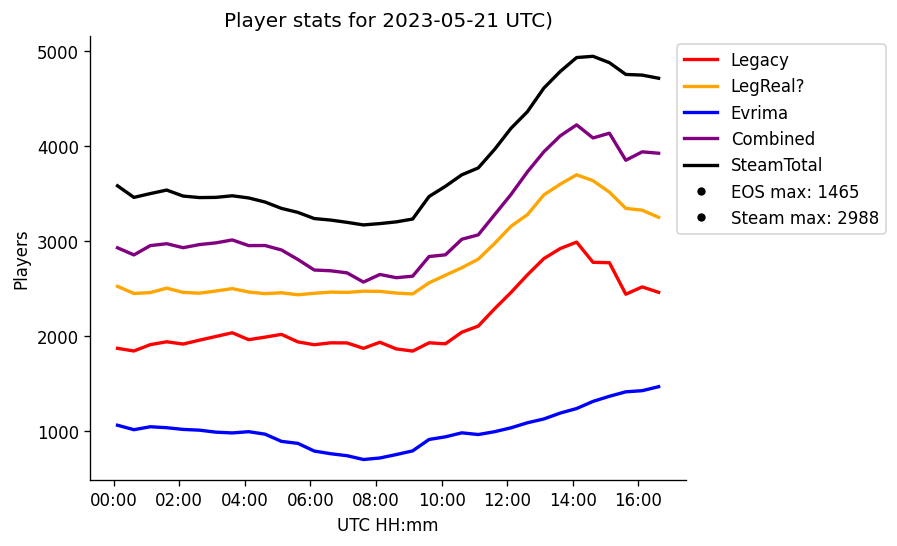 Player stats for 2023-05-21 UTC)
5000
4000
3000
2000
1000
Players
00:00 02:00 04:00 06:00 08:00 10:00 12:00 14:00 16:00
UTC HH:mm
Legacy
LegReal?
Evrima
Combined
SteamTotal
EOS max: 1465
Steam max: 2988